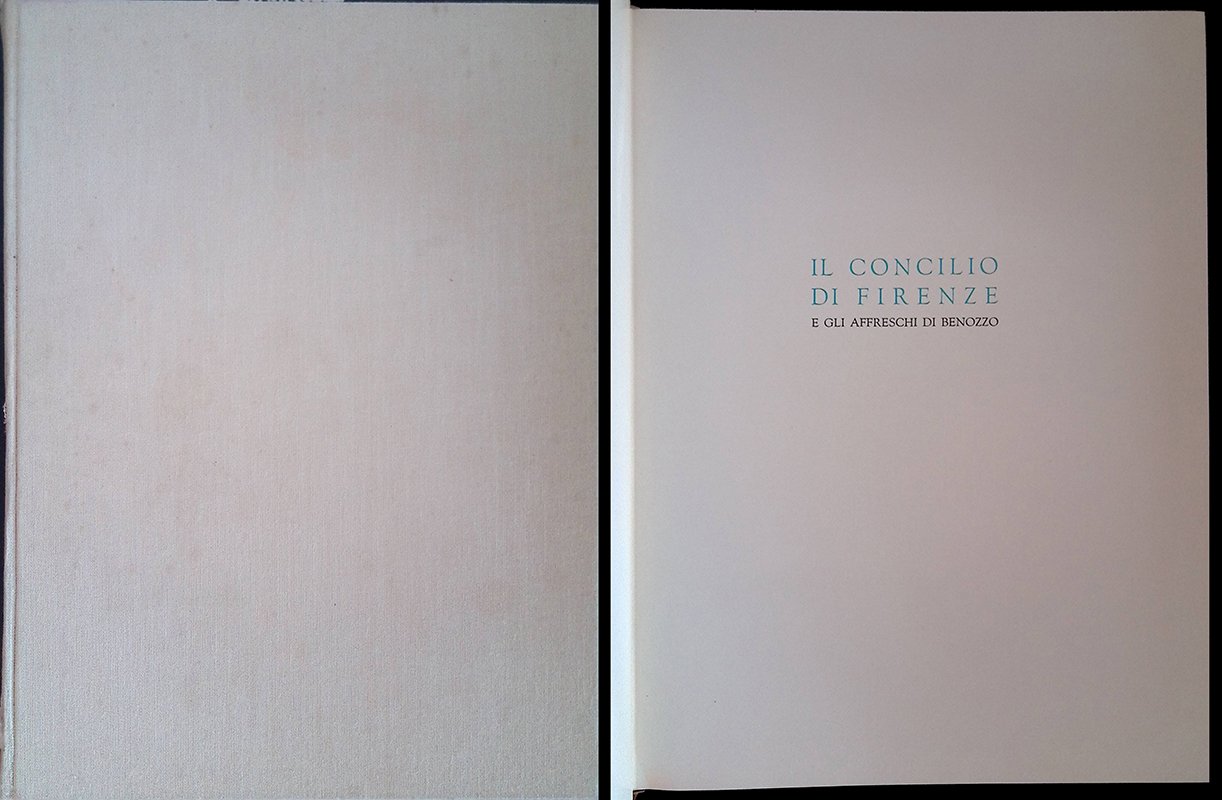 IL CONCILIO
DI FIRENZE
E GLI AFFRESCHI DI BENOZZO